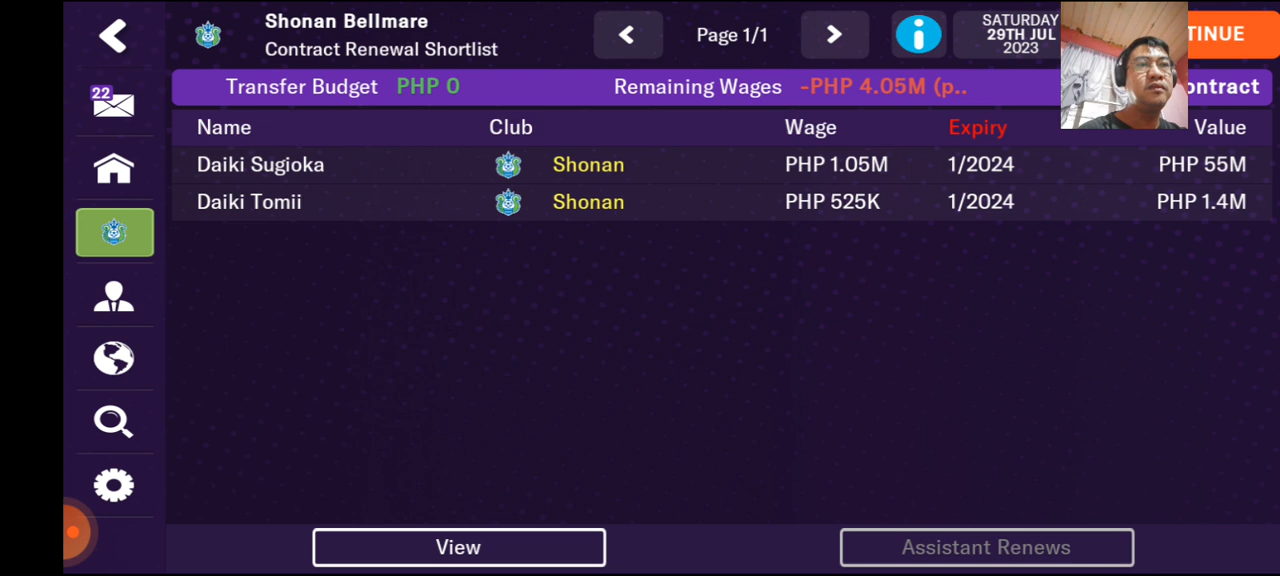 Shonan Bellmare
Contract Renewal Shortlist
Page 1/1
SATURDAY
29TH JUL
2023
TINUE
22
Transfer Budget PHP 0 Remaining Wages -PHP 4.05M (p.. ontract
Name Club Wage Expiry Value
Daiki Sugioka Shonan PHP 1.05M 1/2024 PHP 55M
Daiki Tomii Shonan PHP 525K 1/2024 PHP 1.4M
View Assistant Renews